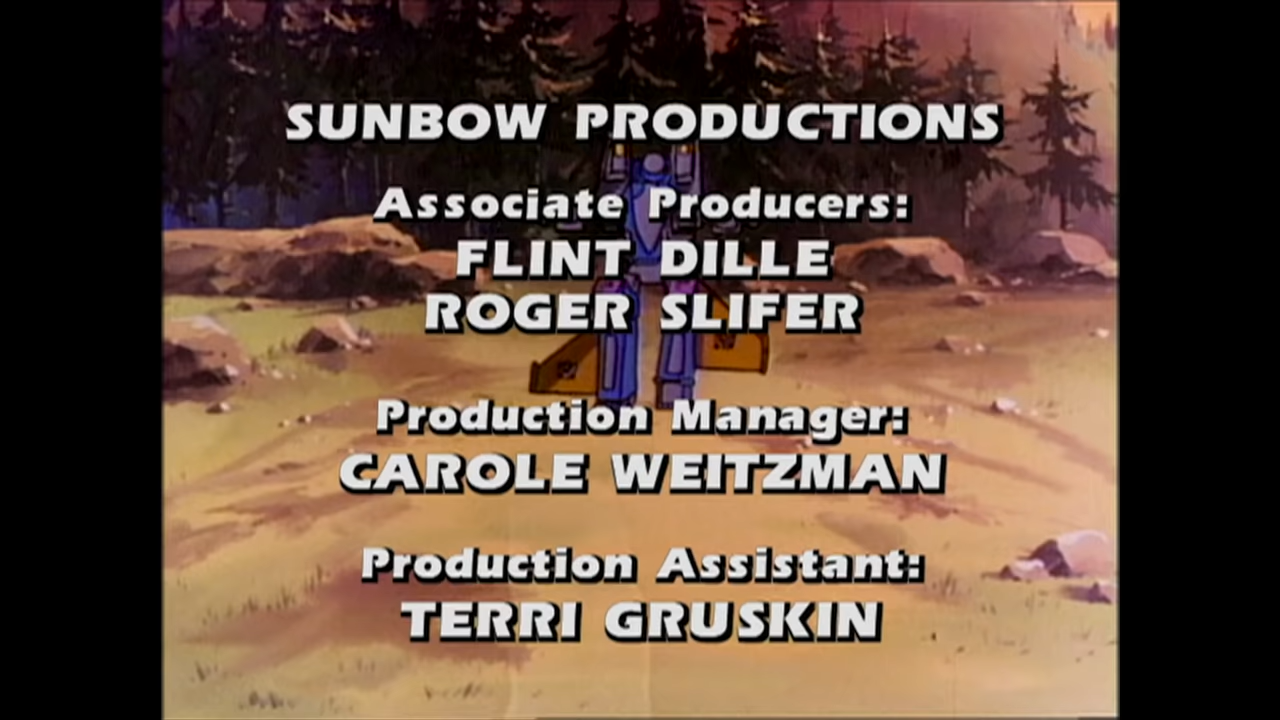 SUNBOW PRODUCTIONS
Associate Producers:
FLINT DILLE
ROGER SLIFER
Production Manager:
CAROLE WEITZMAN
Production Assistant:
TERRI GRUSKIN